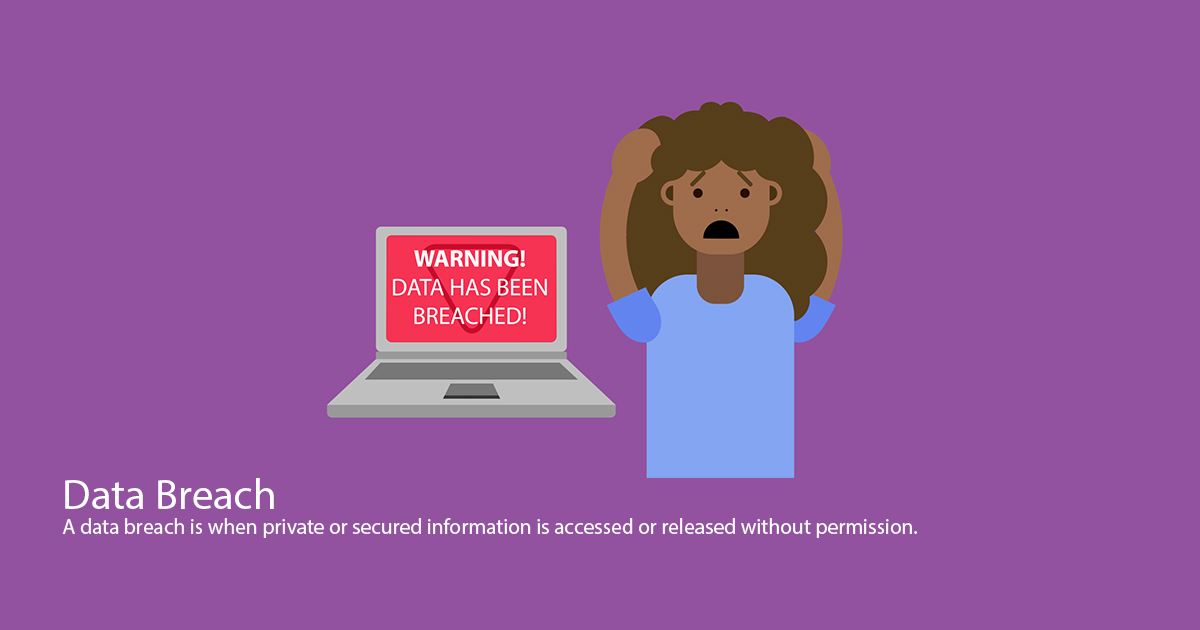 WARNING!
DATA HAS BEEN
BREACHED!
Data Breach
A data breach is when private or secured information is accessed or released without permission.